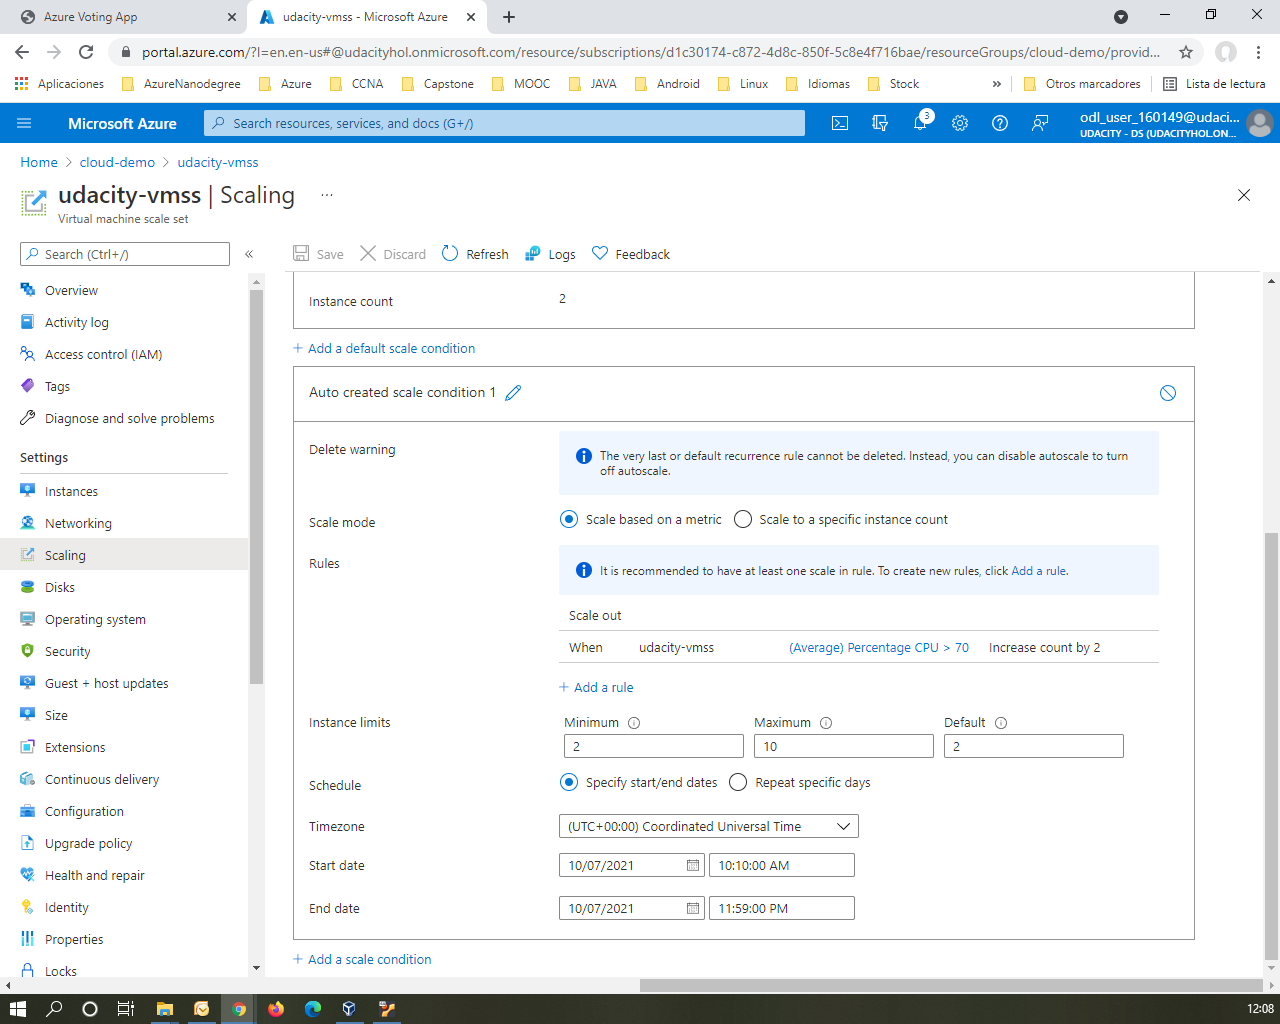 Azure Voting App
udacity-vmss - Microsoft Azure
portal.azure.com/?l=en.en-us#@udacityhol.onmicrosoft.com/resource/subscriptions/d1c30174-c872-4d8c-850f-5c8e4f716bae/resourceGroups/cloud-demo/provid...
Aplicaciones
AzureNanodegree
Azure
CCNA
Capstone
MOOC
JAVA
Android
Linux
Idiomas
Stock
»
Otros marcadores
Lista de lectura
Microsoft Azure
Search resources, services, and docs (G+/)
3
odl_user_160149@udaci...
UDACITY - DS (UDACITYHOL.ON...
Home > cloud-demo > udacity-vmss
udacity-vmss | Scaling ...
Virtual machine scale set
Search (Ctrl+/)
«
Save
Discard
Refresh
Logs
Feedback
Overview
Activity log
Access control (IAM)
Tags
Diagnose and solve problems
Settings
Instances
Networking
Scaling
Disks
Operating system
Security
Guest + host updates
Size
Extensions
Continuous delivery
Configuration
Upgrade policy
Health and repair
Identity
Properties
Locks
Instance count 2
+ Add a default scale condition
Auto created scale condition 1
Delete warning
The very last or default recurrence rule cannot be deleted. Instead, you can disable autoscale to turn
off autoscale.
Scale mode
Scale based on a metric
Scale to a specific instance count
Rules
It is recommended to have at least one scale in rule. To create new rules, click Add a rule.
Scale out
When udacity-vmss (Average) Percentage CPU > 70 Increase count by 2
+ Add a rule
Instance limits
Minimum
Maximum
Default
2
10
2
Schedule
Specify start/end dates
Repeat specific days
Timezone
(UTC+00:00) Coordinated Universal Time
Start date
10/07/2021
10:10:00 AM
End date
10/07/2021
11:59:00 PM
+ Add a scale condition
12:08